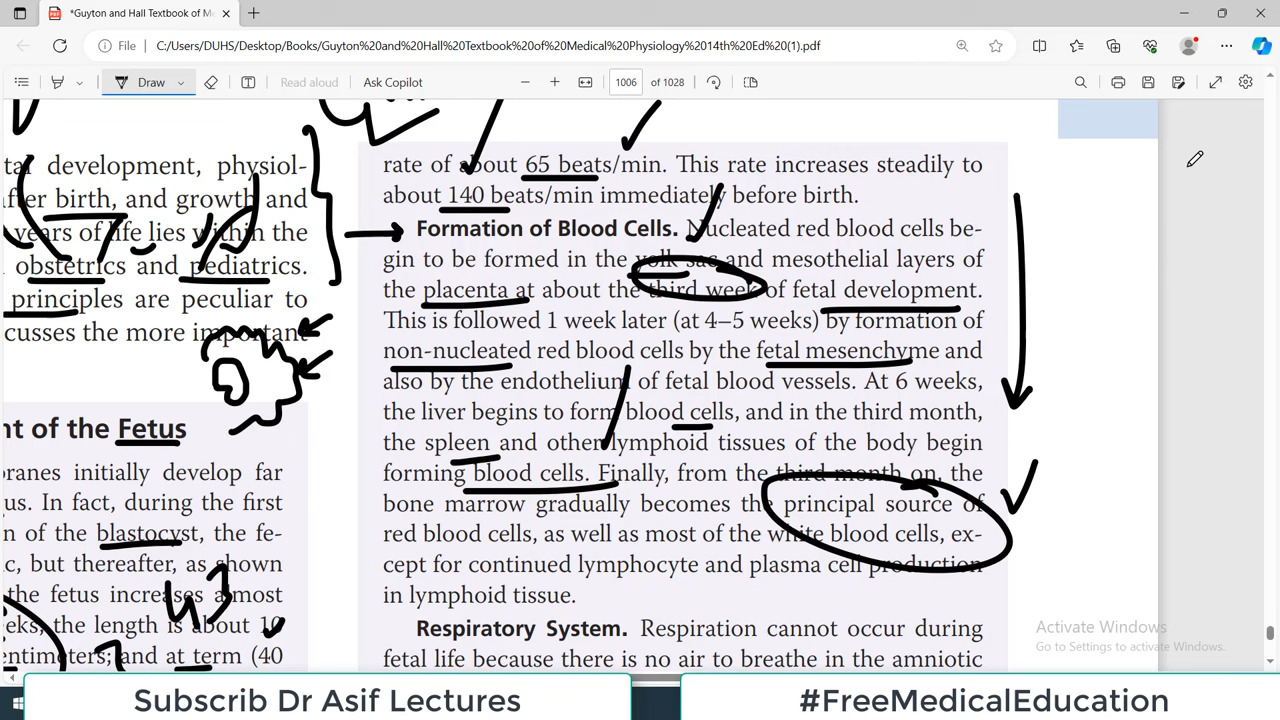 *Guyton and Hall Textbook of Me
File
C:/Users/DUHS/Desktop/Books/Guyton%20and%20Hall%20Textbook%20of%20Medical%20Physiology%2014th%20Ed%20(1).pdf
Draw
Read aloud
Ask Copilot
1006
of 1028
tal development, physiol-
after birth, and growth and
years of life lies within the
obstetrics and pediatrics.
principles are peculiar to
cusses the more important
nt of the Fetus
branes initially develop far
us. In fact, during the first
n of the blastocyst, the fe-
ic, but thereafter, as shown
the fetus increases almost
eeks, the length is about 10
entimeters; and at term (40
rate of about 65 beats/min. This rate increases steadily to
about 140 beats/min immediately before birth.
Formation of Blood Cells. Nucleated red blood cells be-
gin to be formed in the yolk sac and mesothelial layers of
the placenta at about the third week of fetal development.
This is followed 1 week later (at 4–5 weeks) by formation of
non-nucleated red blood cells by the fetal mesenchyme and
also by the endothelium of fetal blood vessels. At 6 weeks,
the liver begins to form blood cells, and in the third month,
the spleen and other lymphoid tissues of the body begin
forming blood cells. Finally, from the third month on, the
bone marrow gradually becomes the principal source of
red blood cells, as well as most of the white blood cells, ex-
cept for continued lymphocyte and plasma cell production
in lymphoid tissue.
Respiratory System. Respiration cannot occur during
fetal life because there is no air to breathe in the amniotic
Activate Windows
Go to Settings to activate Windows.
Subscrib Dr Asif Lectures
#FreeMedicalEducation